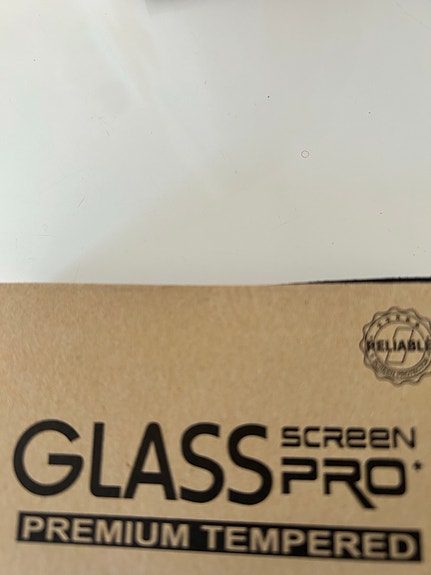 RELIABLE
GLASS SCREEN PRO+
PREMIUM TEMPERED